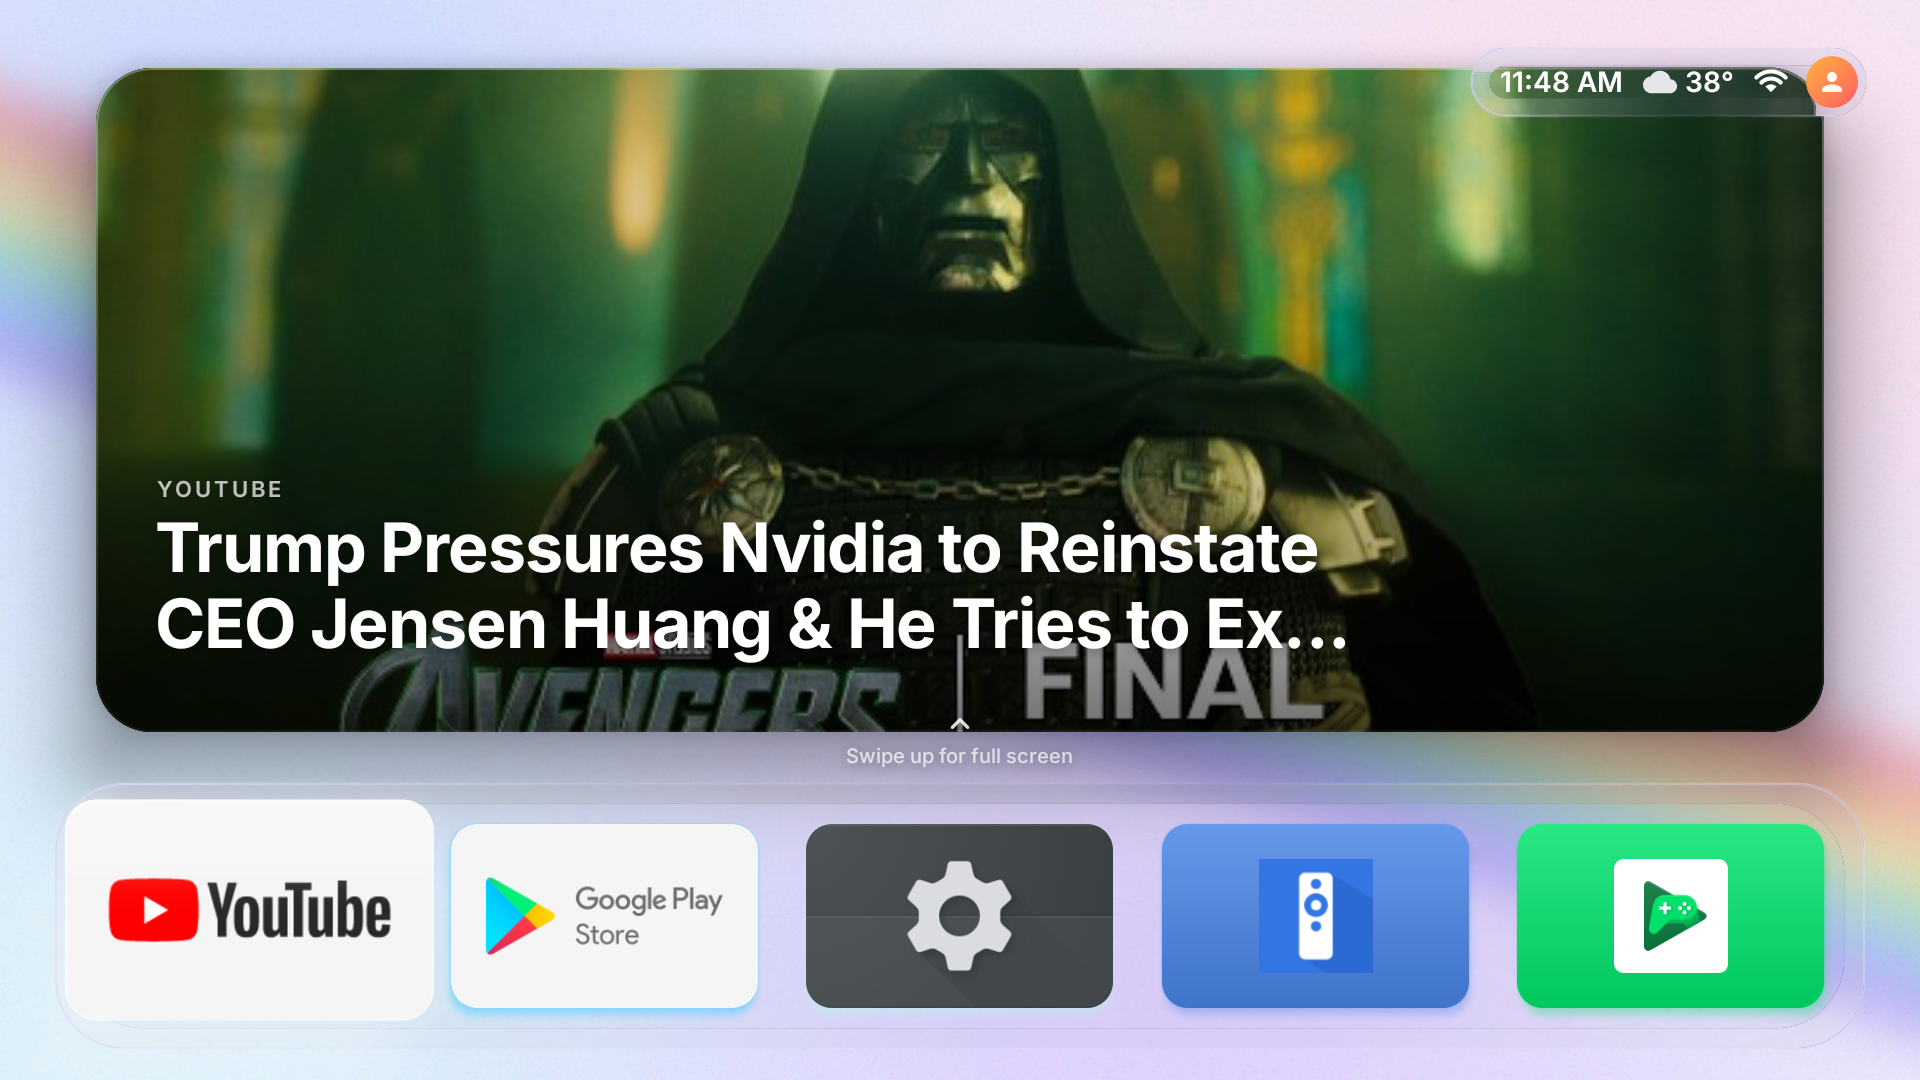 11:48 AM 38°
YOUTUBE
Trump Pressures Nvidia to Reinstate
CEO Jensen Huang & He Tries to Ex...
AVENGERS FINAL
Swipe up for full screen
YouTube
Google Play
Store